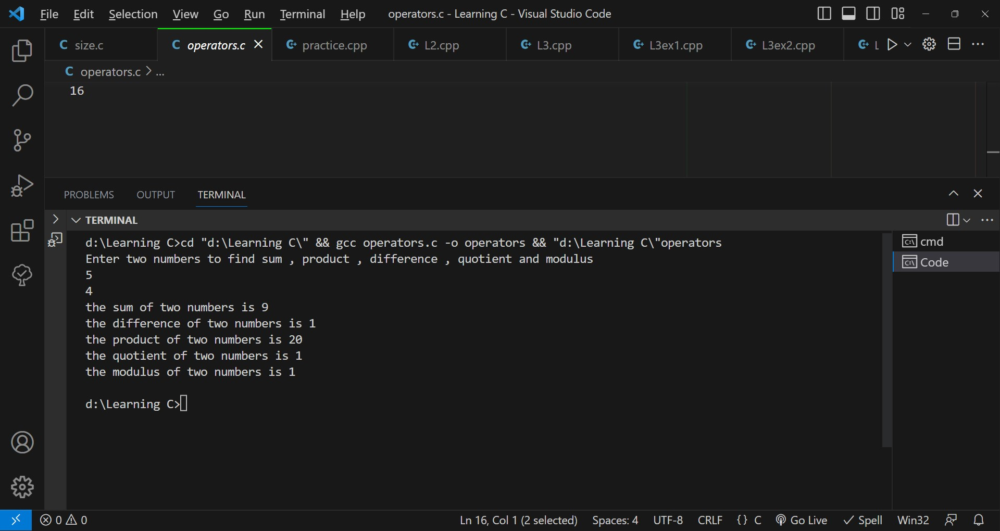 File Edit Selection View Go Run Terminal Help operators.c - Learning C - Visual Studio Code
C size.c C operators.c practice.cpp L2.cpp L3.cpp L3ex1.cpp L3ex2.cpp L
C operators.c > ...
16
PROBLEMS OUTPUT TERMINAL
TERMINAL
d:\Learning C>cd "d:\Learning C\" && gcc operators.c -o operators && "d:\Learning C\"operators
Enter two numbers to find sum , product , difference , quotient and modulus
5
4
the sum of two numbers is 9
the difference of two numbers is 1
the product of two numbers is 20
the quotient of two numbers is 1
the modulus of two numbers is 1
d:\Learning C>
cmd
Code
0 0 Ln 16, Col 1 (2 selected) Spaces: 4 UTF-8 CRLF {} C Go Live Spell Win32